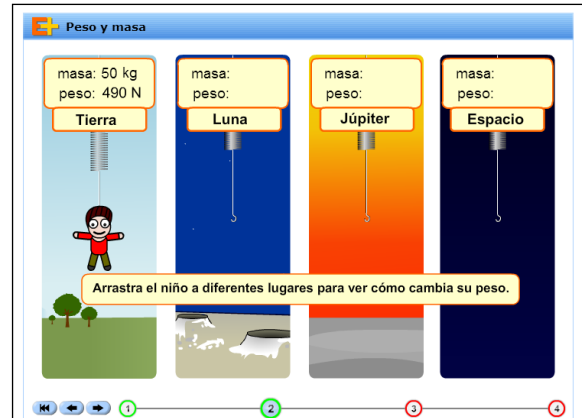 E+ Peso y masa
masa: 50 kg
peso: 490 N
Tierra
masa:
peso:
Luna
masa:
peso:
Júpiter
masa:
peso:
Espacio
Arrastra el niño a diferentes lugares para ver cómo cambia su peso.
1 2 3 4